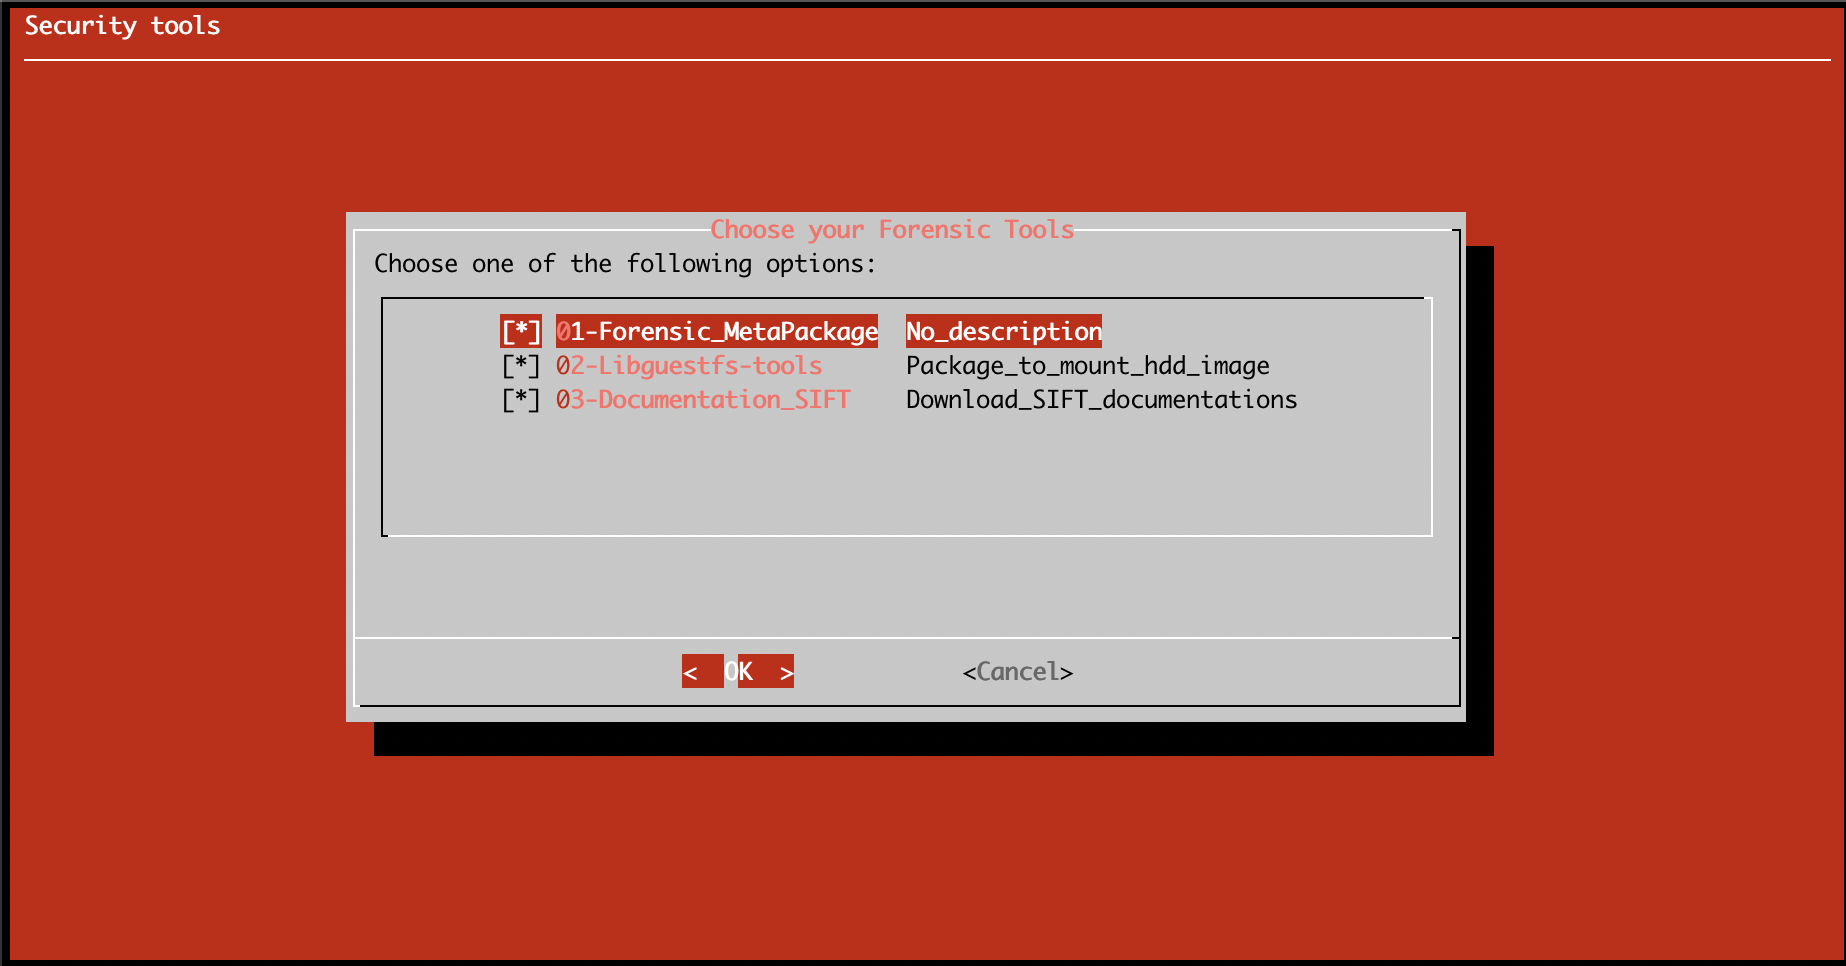 Security tools
Choose your Forensic Tools
Choose one of the following options:
[*] 01-Forensic_MetaPackage No_description
[*] 02-Libguestfs-tools Package_to_mount_hdd_image
[*] 03-Documentation_SIFT Download_SIFT_documentations
< OK > <Cancel>